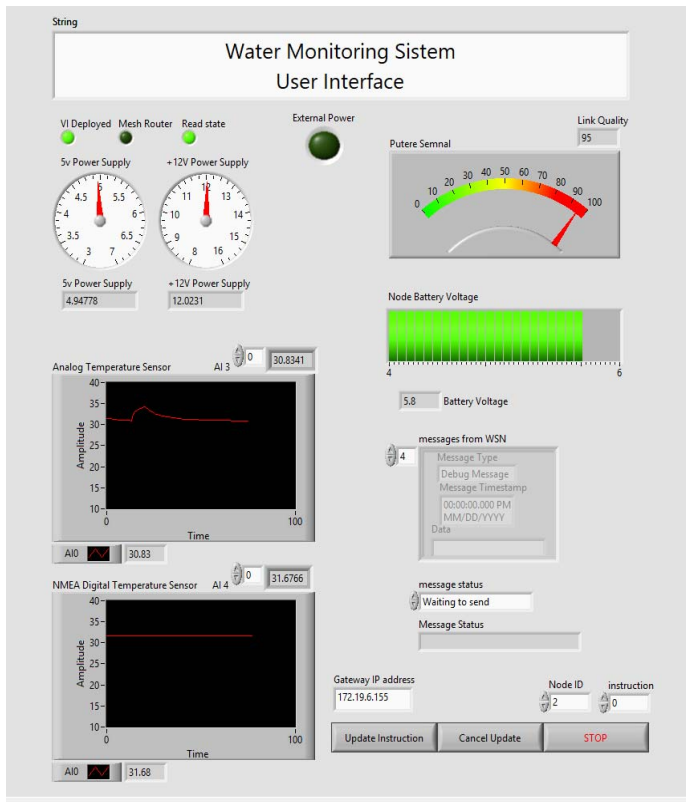 String
Water Monitoring Sistem
User Interface
VI Deployed Mesh Router Read state
External Power
Link Quality
95
5v Power Supply +12V Power Supply
3 3.5 4 4.5 5 5.5 6 6.5 7
8 9 10 11 12 13 14 15 16
5v Power Supply +12V Power Supply
4.94778 12.0231
Putere Semnal
0 10 20 30 40 50 60 70 80 90 100
Node Battery Voltage
4 6
5.8 Battery Voltage
Analog Temperature Sensor AI 3 0 30.8341
Amplitude
40
35
30
25
20
15
10
0 100
Time
AI0 30.83
messages from WSN
4
Message Type
Debug Message
Message Timestamp
00:00:00.000 PM
MM/DD/YYYY
Data
NMEA Digital Temperature Sensor AI 4 0 31.6766
Amplitude
40
35
30
25
20
15
10
0 100
Time
AI0 31.68
message status
Waiting to send
Message Status
Gateway IP address
172.19.6.155
Node ID instruction
2 0
Update Instruction Cancel Update STOP